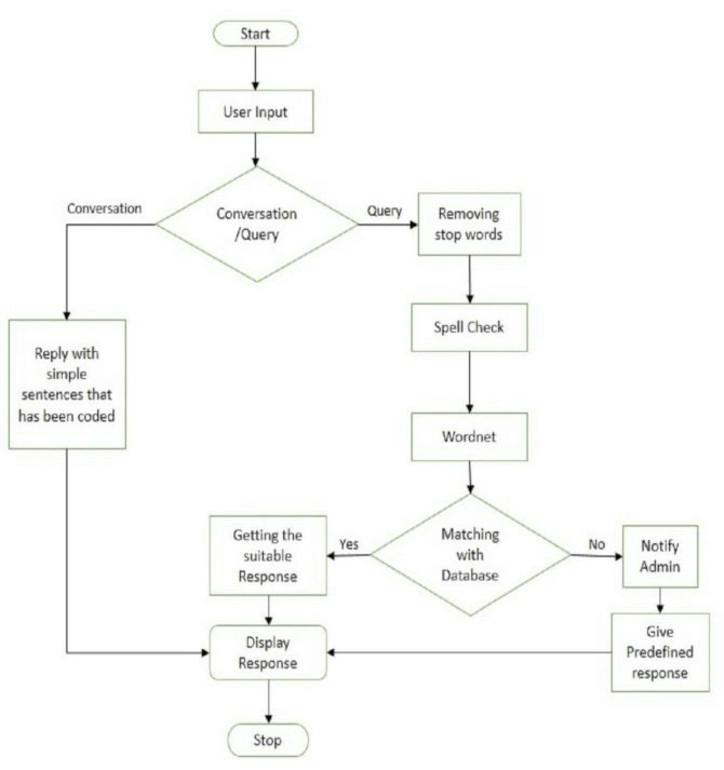 Start
User Input
Conversation
Conversation
/Query
Query
Removing
stop words
Spell Check
Reply with
simple
sentences that
has been coded
Wordnet
Matching
with
Database
Yes
No
Getting the
suitable
Response
Notify
Admin
Give
Predefined
response
Display
Response
Stop